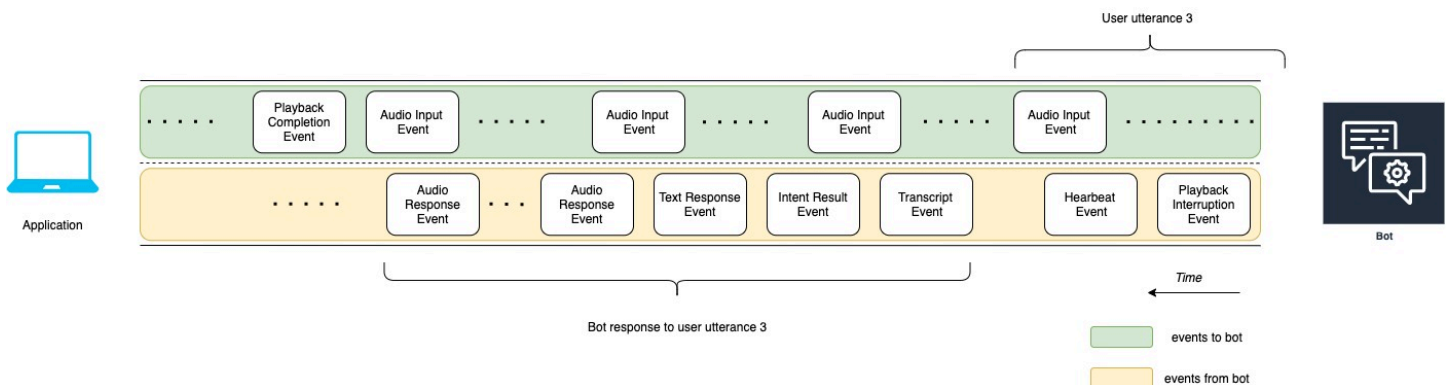 User utterance 3
Playback
Completion
Event
Audio Input
Event
Audio Input
Event
Audio Input
Event
Audio Input
Event
Application
Audio
Response
Event
Audio
Response
Event
Text Response
Event
Intent Result
Event
Transcript
Event
Hearbeat
Event
Playback
Interruption
Event
Bot
Time
Bot response to user utterance 3
events to bot
events from bot